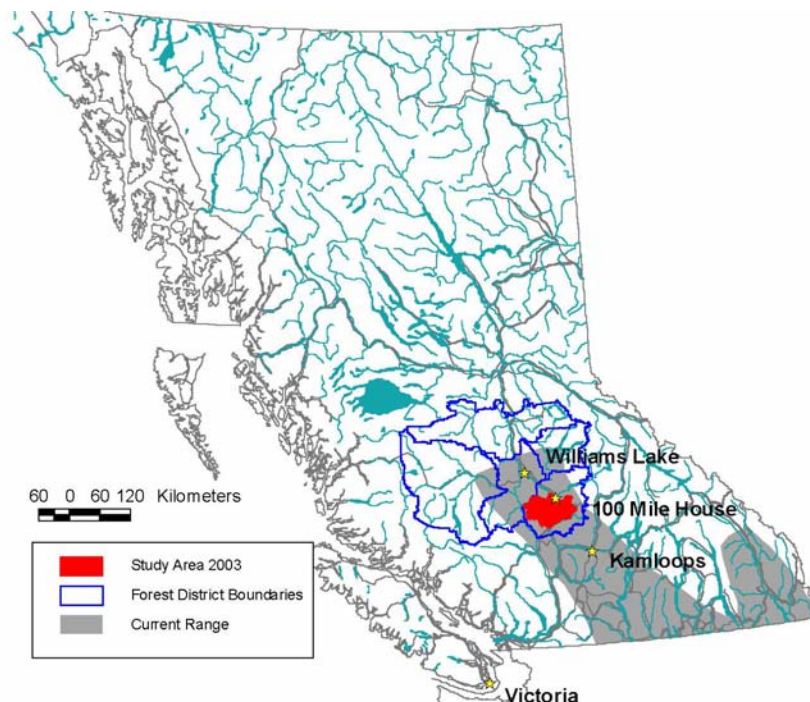 Williams Lake
100 Mile House
Kamloops
60 0 60 120 Kilometers
Study Area 2003
Forest District Boundaries
Current Range
Victoria